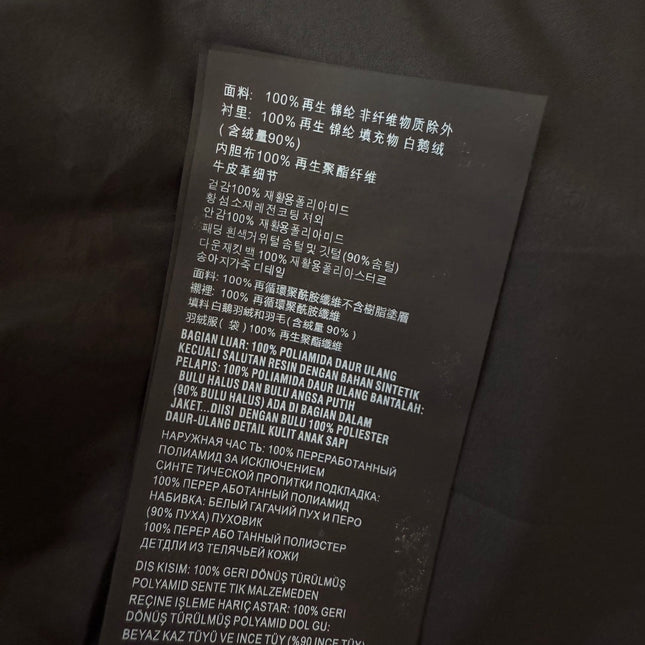 面料: 100% 再生 锦纶 非纤维物质除外
衬里: 100% 再生 锦纶 填充物 白鹅绒
(含绒量90%)
内胆布100% 再生聚酯纤维
牛皮革细节
겉감100% 재활용폴리아미드
황섬소재레전코팅 져외
안감100% 재활용폴리아미드
패딩 흰색거위털 솜털 및 깃털(90% 솜털)
다운재킷 백 100% 재활용폴리아스터르
송아지가죽 디테일
面料: 100% 再循環聚酰胺纖維不含樹脂塗層
襯裡: 100% 再循環聚酰胺纖維
填料 白鵝羽絨和羽毛(含絨量 90% )
羽絨服 ( 袋 ) 100% 再生聚酯纖維
BAGIAN LUAR: 100% POLIAMIDA DAUR ULANG
KECUALI SALUTAN RESIN DENGAN BAHAN SINTETIK
PELAPIS: 100% POLIAMIDA DAUR ULANG BANTALAH:
BULU HALUS DAN BULU ANGSA PUTIH
(90% BULU HALUS) ADA DI BAGIAN DALAM
JAKET...DIISI DENGAN BULU 100% POLIESTER
DAUR-ULANG DETAIL KULIT ANAK SAPI
НАРУЖНАЯ ЧАС ТЬ: 100% ПЕРЕРАБОТАННЫЙ
ПОЛИАМИД ЗА ИСКЛЮЧЕНИЕМ
СИНТЕ ТИЧЕСКОЙ ПРОПИТКИ ПОДКЛАДКА:
100% ПЕРЕР АБОТАННЫЙ ПОЛИАМИД
НАБИВКА: БЕЛЫЙ ГАГАЧИЙ ПУХ И ПЕРО
(90% ПУХА) ПУХОВИК
100% ПЕРЕР АБО ТАННЫЙ ПОЛИЭСТЕР
ДЕТДЛИ ИЗ ТЕЛЯЧЬЕЙ КОЖИ
DIS KISIM: 100% GERI DÖNÜŞ TÜRÜLMÜŞ
POLYAMID SENTE TIK MALZEMEDEN
REÇINE IŞLEME HARIÇ ASTAR: 100% GERI
DÖNÜŞ TÜRÜLMÜŞ POLYAMID DOL GU:
BEYAZ KAZ TÜYÜ VE INCE TÜY (%90 INCE TÜY)